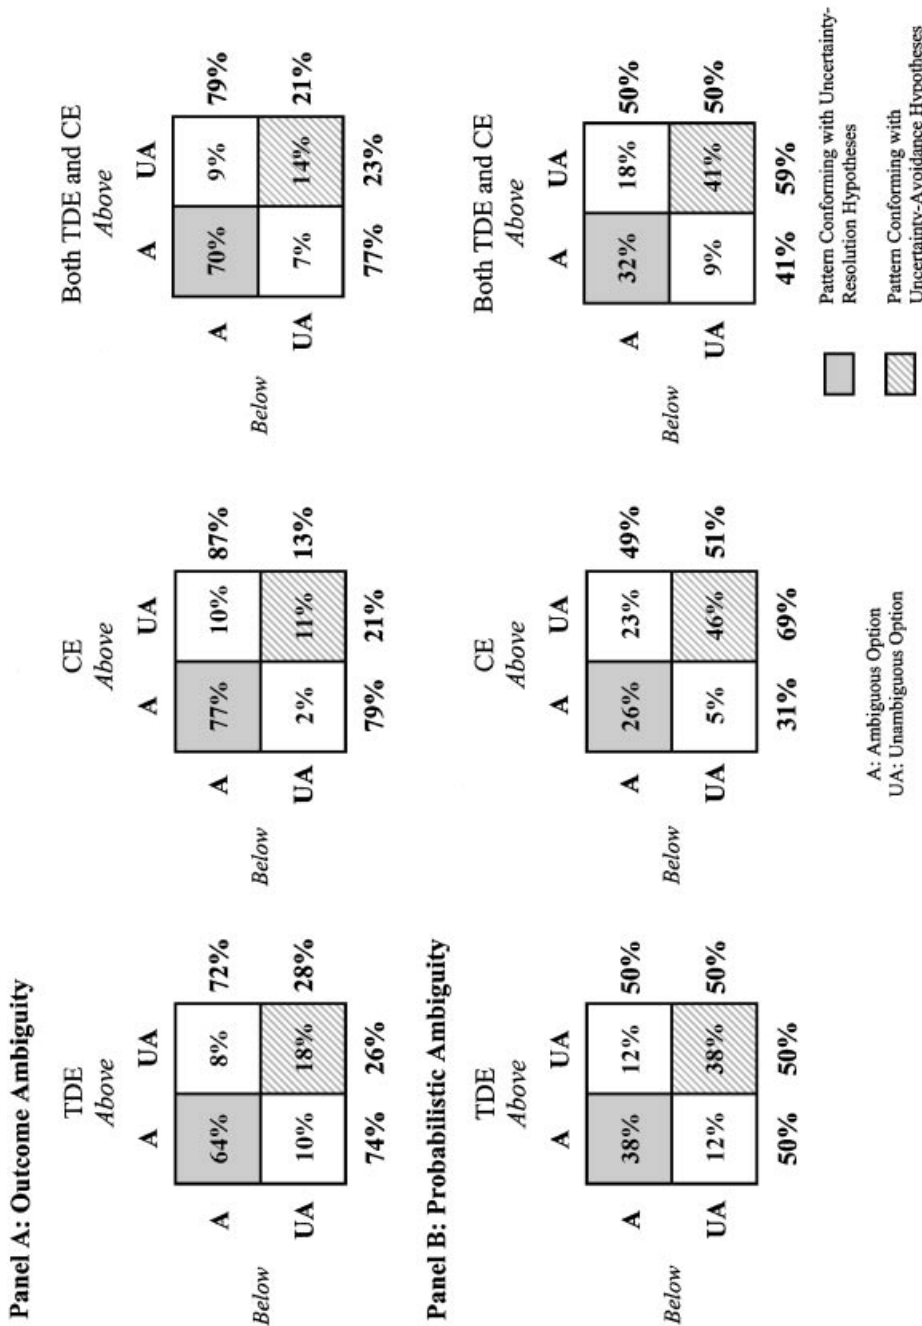 Panel A: Outcome Ambiguity
TDE
Above
A UA
Below
A 64% 8% 72%
UA 10% 18% 28%
74% 26%
CE
Above
A UA
Below
A 77% 10% 87%
UA 2% 11% 13%
79% 21%
Both TDE and CE
Above
A UA
Below
A 70% 9% 79%
UA 7% 14% 21%
77% 23%
Panel B: Probabilistic Ambiguity
TDE
Above
A UA
Below
A 38% 12% 50%
UA 12% 38% 50%
50% 50%
CE
Above
A UA
Below
A 26% 23% 49%
UA 5% 46% 51%
31% 69%
Both TDE and CE
Above
A UA
Below
A 32% 18% 50%
UA 9% 41% 50%
41% 59%
A: Ambiguous Option
UA: Unambiguous Option
Pattern Conforming with Uncertainty-
Resolution Hypotheses
Pattern Conforming with
Uncertainty-Avoidance Hypotheses